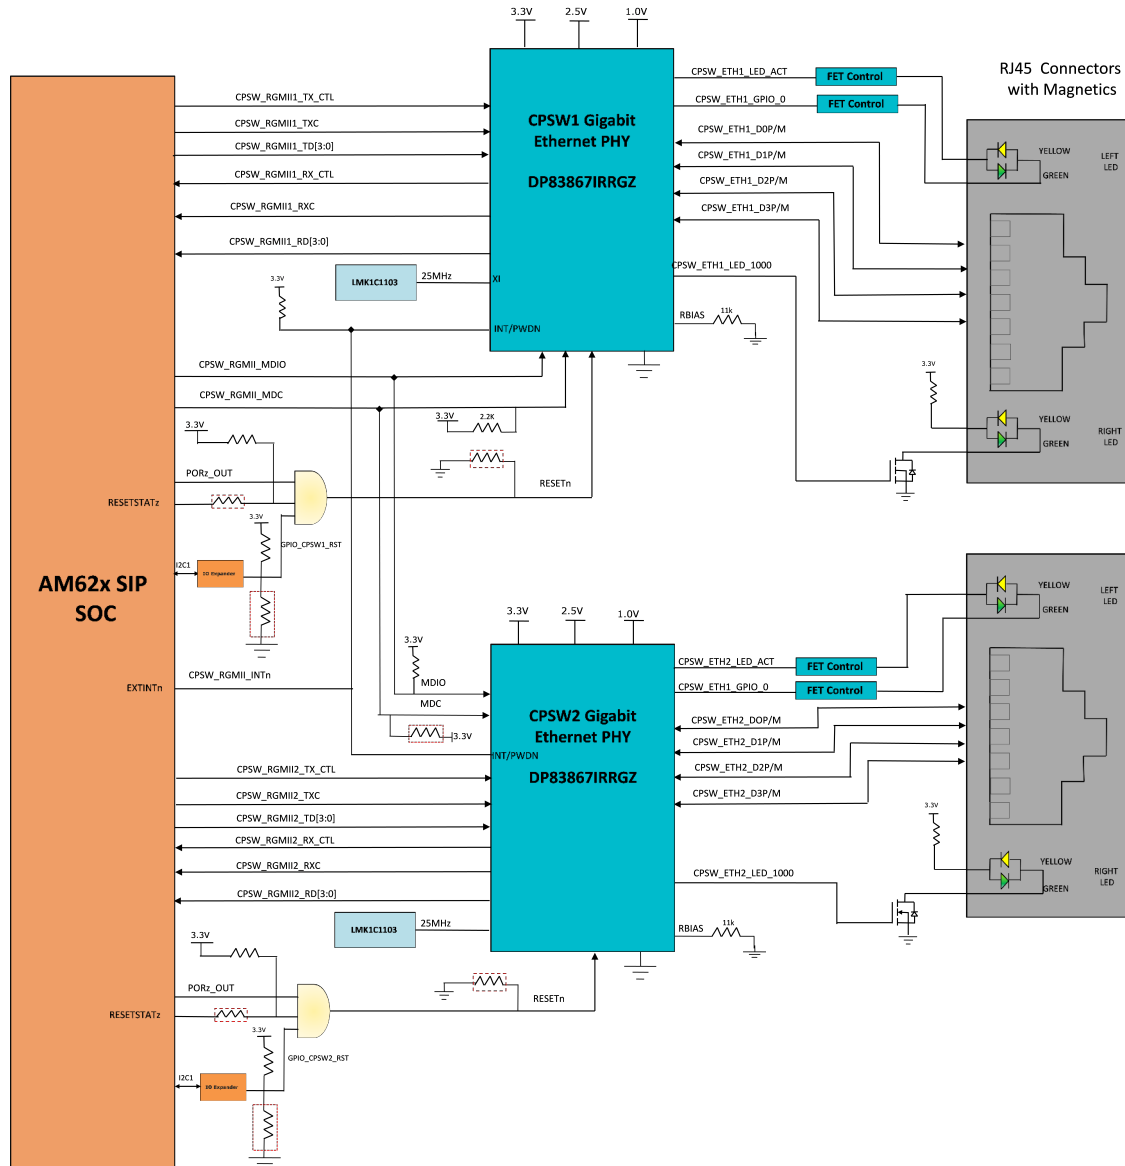 3.3V
2.5V
1.0V
CPSW_ETH1_LED_ACT
FET Control
RJ45 Connectors
with Magnetics
CPSW_RGMII1_TX_CTL
CPSW_ETH1_GPIO_0
FET Control
CPSW1 Gigabit
Ethernet PHY
DP83867IRRGZ
CPSW_RGMII1_TXC
CPSW_ETH1_D0P/M
CPSW_RGMII1_TD[3:0]
CPSW_ETH1_D1P/M
YELLOW
GREEN
LEFT
LED
CPSW_RGMII1_RX_CTL
CPSW_ETH1_D2P/M
CPSW_RGMII1_RXC
CPSW_ETH1_D3P/M
CPSW_RGMII1_RD[3:0]
CPSW_ETH1_LED_1000
3.3V
LMK1C1103
25MHz
XI
RBIAS
11k
INT/PWDN
CPSW_RGMII_MDIO
3.3V
CPSW_RGMII_MDC
3.3V
2.2K
3.3V
YELLOW
GREEN
RIGHT
LED
PORz_OUT
RESETSTATz
RESETn
3.3V
GPIO_CPSW1_RST
I2C1
IO Expander
AM62x SIP
SOC
3.3V
2.5V
1.0V
YELLOW
GREEN
LEFT
LED
3.3V
CPSW_ETH2_LED_ACT
FET Control
CPSW_RGMII_INTn
EXTINTn
MDIO
CPSW_ETH1_GPIO_0
FET Control
MDC
CPSW2 Gigabit
Ethernet PHY
DP83867IRRGZ
3.3V
CPSW_ETH2_DOP/M
INT/PWDN
CPSW_ETH2_D1P/M
CPSW_RGMII2_TX_CTL
CPSW_ETH2_D2P/M
CPSW_RGMII2_TXC
CPSW_ETH2_D3P/M
3.3V
CPSW_RGMII2_TD[3:0]
CPSW_RGMII2_RX_CTL
CPSW_RGMII2_RXC
CPSW_ETH2_LED_1000
YELLOW
GREEN
RIGHT
LED
CPSW_RGMII2_RD[3:0]
LMK1C1103
25MHz
RBIAS
11k
3.3V
PORz_OUT
RESETn
RESETSTATz
3.3V
GPIO_CPSW2_RST
I2C1
IO Expander